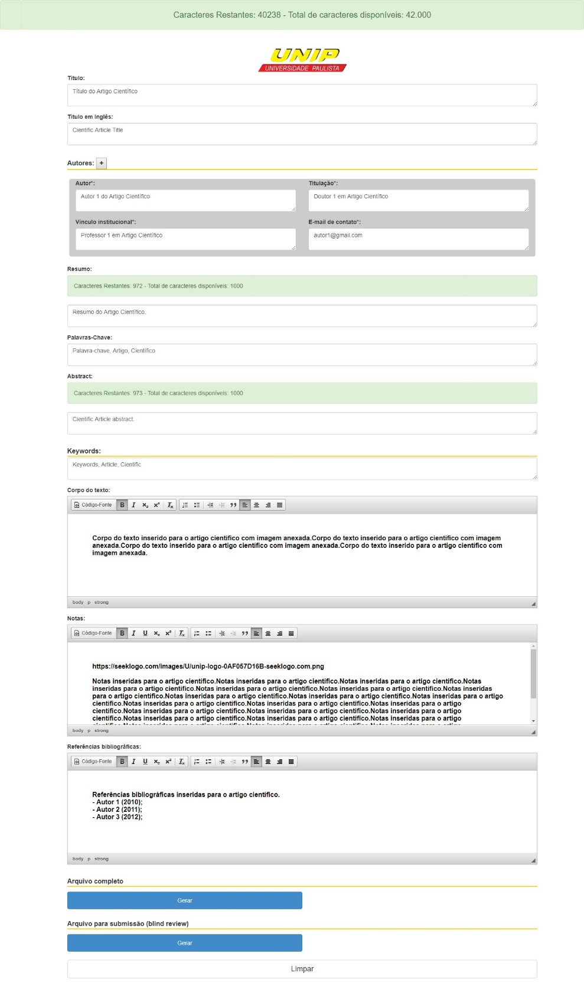 Caracteres Restantes: 40238 - Total de caracteres disponíveis: 42.000
UNIP
UNIVERSIDADE PAULISTA
Título:
Título do Artigo Científico
Título em Inglês:
Cientific Article Title
Autores: +
Autor*:
Titulação*:
Autor 1 do Artigo Científico
Doutor 1 em Artigo Científico
Vínculo institucional*:
E-mail de contato*:
Professor 1 em Artigo Científico
autor1@gmail.com
Resumo:
Caracteres Restantes: 972 - Total de caracteres disponíveis: 1000
Resumo do Artigo Científico.
Palavras-Chave:
Palavra-chave, Artigo, Científico
Abstract:
Caracteres Restantes: 973 - Total de caracteres disponíveis: 1000
Cientific Article abstract.
Keywords:
Keywords, Article, Cientific
Corpo do texto:
Código-Fonte B I x₂ x² Tx
Corpo do texto inserido para o artigo científico com imagem anexada.Corpo do texto inserido para o artigo científico com imagem
anexada.Corpo do texto inserido para o artigo científico com imagem anexada.Corpo do texto inserido para o artigo científico com
imagem anexada.
body p strong
Notas:
Código-Fonte B I U x₂ x² Tx
https://seeklogo.com/images/U/unip-logo-0AF057D16B-seeklogo.com.png
Notas inseridas para o artigo científico.Notas inseridas para o artigo científico.Notas inseridas para o artigo científico.Notas
inseridas para o artigo científico.Notas inseridas para o artigo científico.Notas inseridas para o artigo científico.Notas inseridas
para o artigo científico.Notas inseridas para o artigo científico.Notas inseridas para o artigo científico.Notas inseridas para o artigo
científico.Notas inseridas para o artigo científico.Notas inseridas para o artigo científico.Notas inseridas para o artigo
científico.Notas inseridas para o artigo científico.Notas inseridas para o artigo científico.Notas inseridas para o artigo
científico.Notas inseridas para o artigo científico.Notas inseridas para o artigo científico.Notas inseridas para o artigo
body p strong
Referências bibliográficas:
Código-Fonte B I U x₂ x² Tx
Referências bibliográficas inseridas para o artigo científico.
- Autor 1 (2010);
- Autor 2 (2011);
- Autor 3 (2012);
body p strong
Arquivo completo
Gerar
Arquivo para submissão (blind review)
Gerar
Limpar